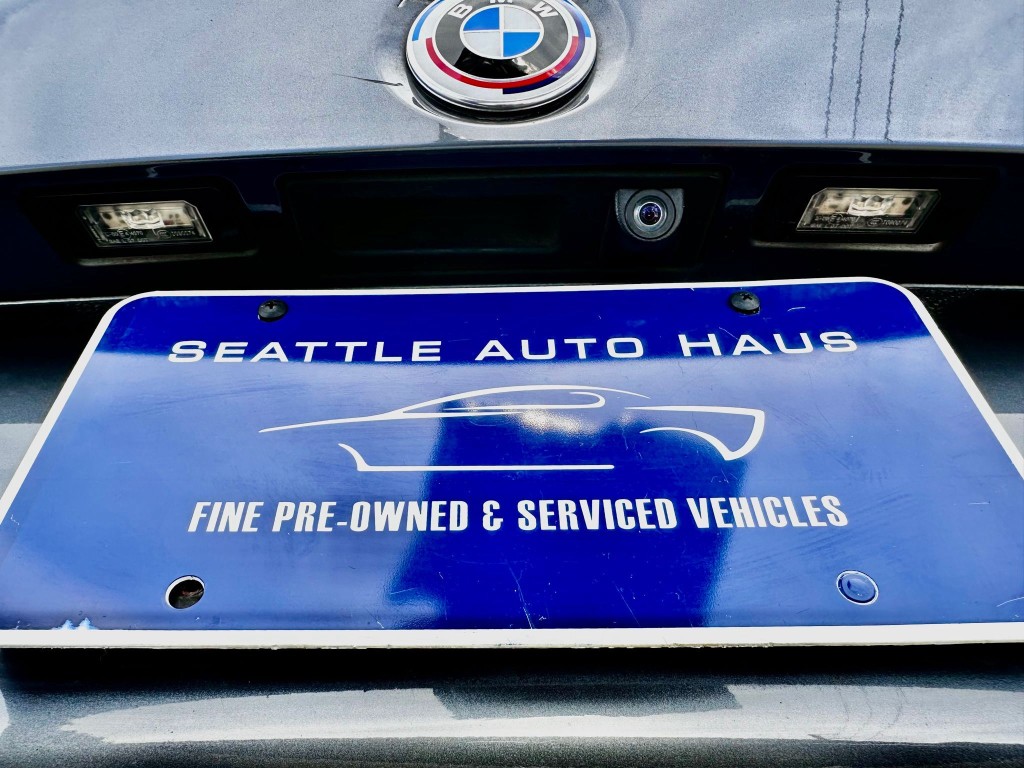 BMW
SEATTLE AUTO HAUS
FINE PRE-OWNED & SERVICED VEHICLES